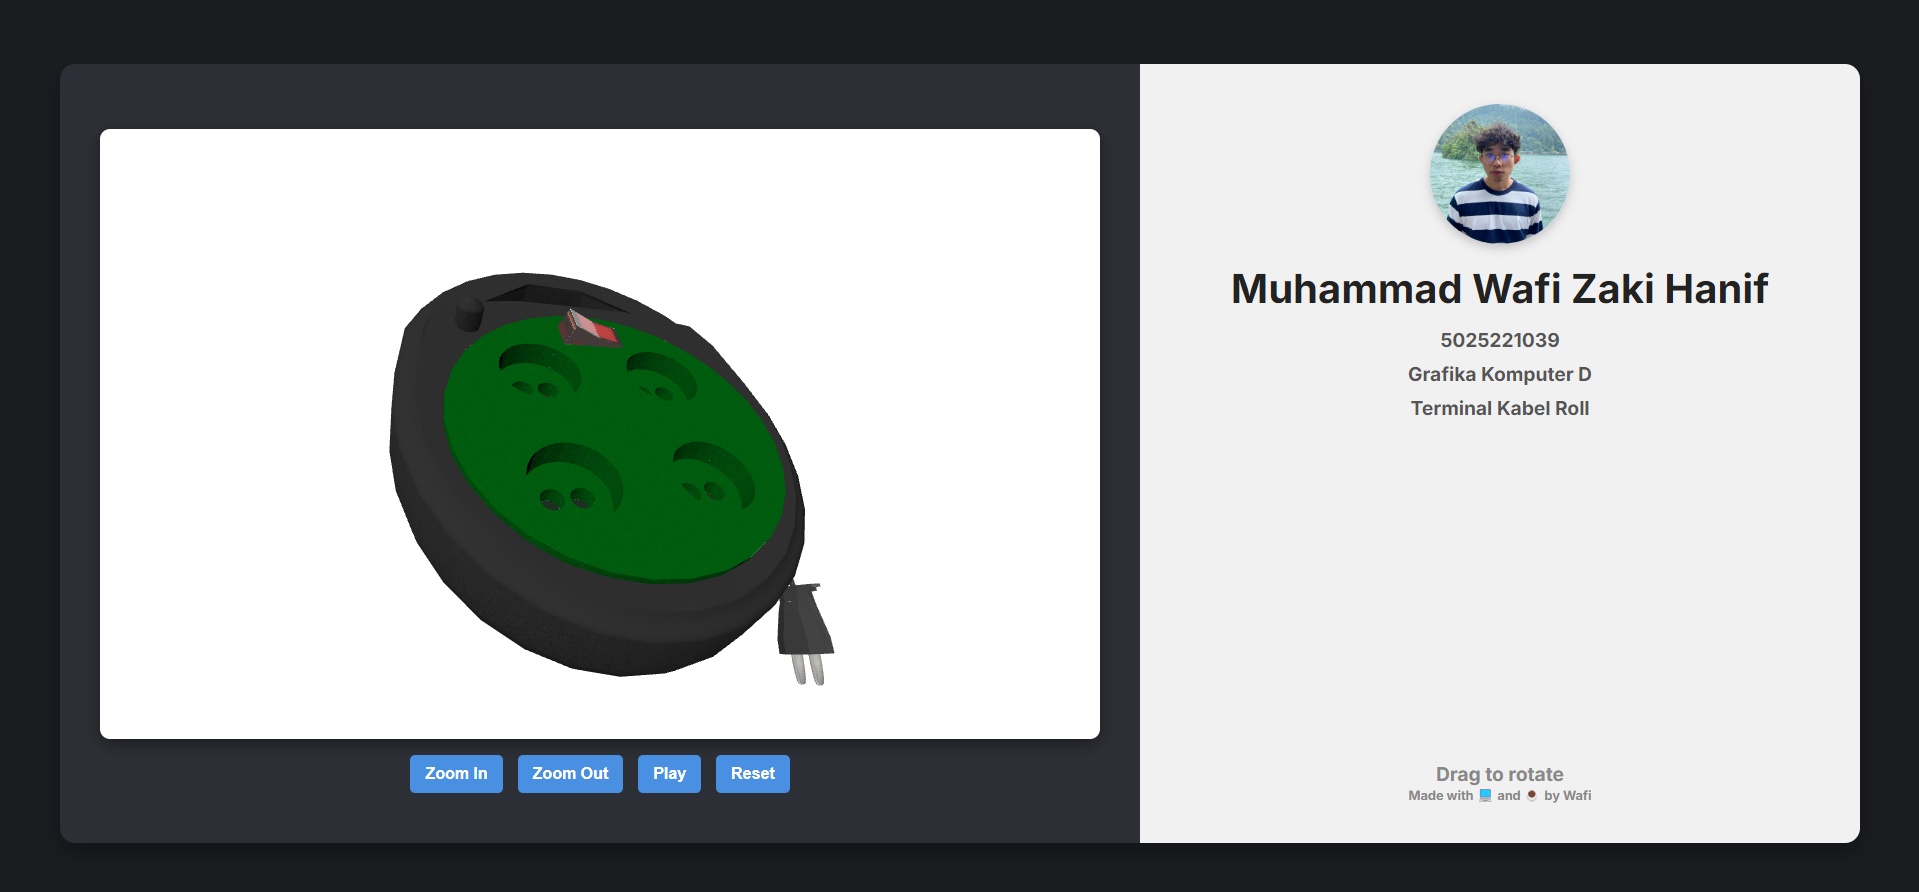 Muhammad Wafi Zaki Hanif
5025221039
Grafika Komputer D
Terminal Kabel Roll
Zoom In
Zoom Out
Play
Reset
Drag to rotate
Made with 💻 and ☕ by Wafi